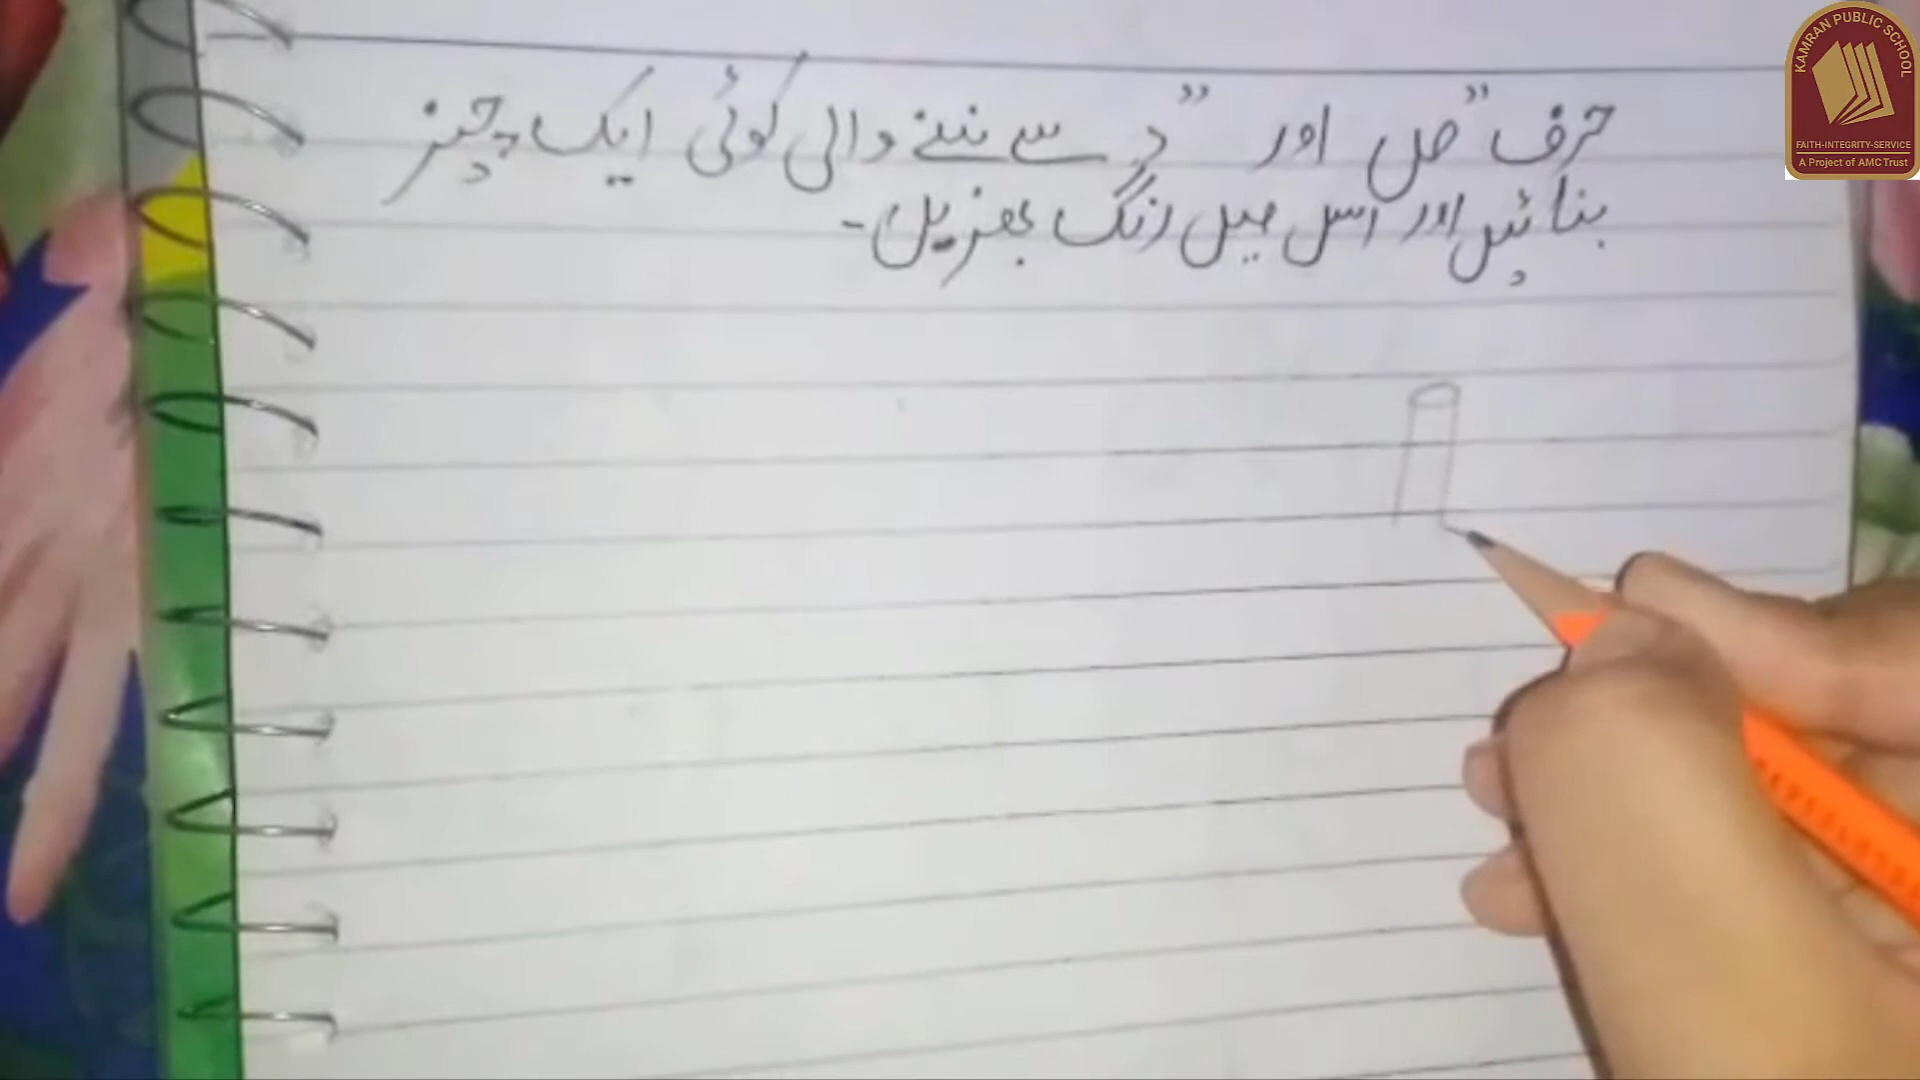 حرف "ص اور "د سے بننے والی کوئی ایک چیز
بنائیں اور اس میں رنگ بھریں۔
KAMRAN PUBLIC SCHOOL
FAITH-INTEGRITY-SERVICE
A Project of AMC Trust